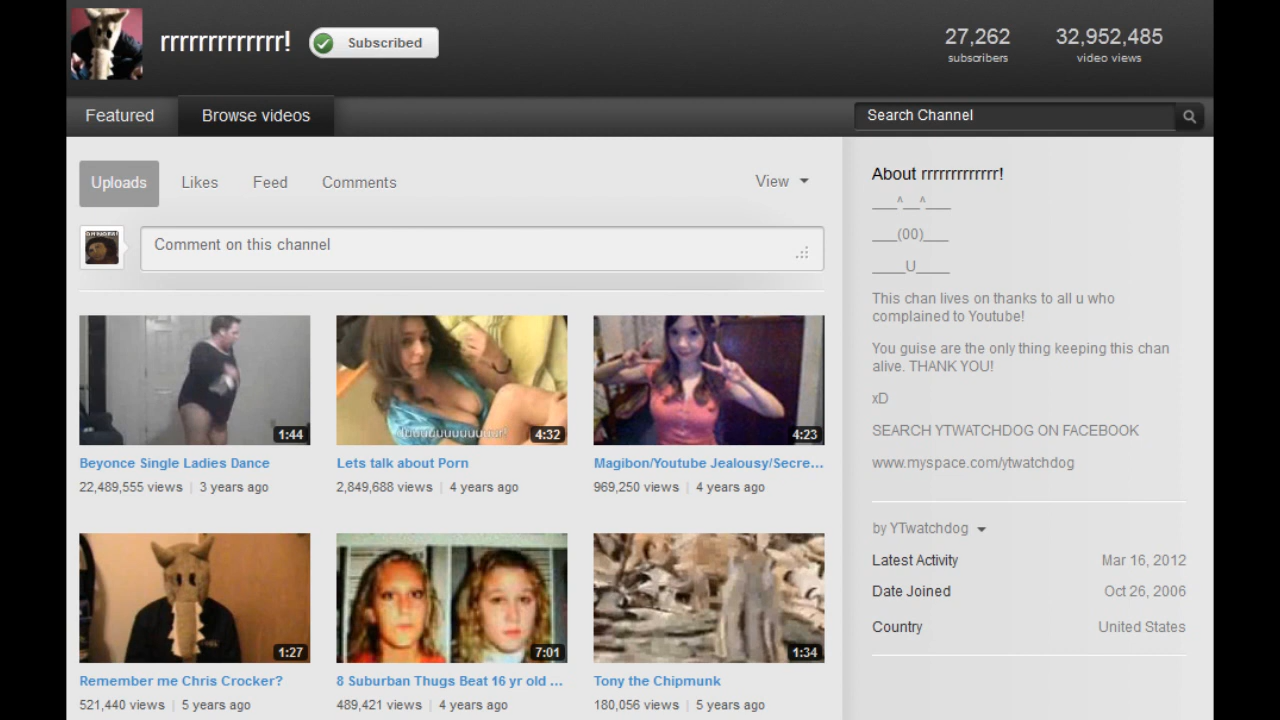 rrrrrrrrrrrrr!
Subscribed
27,262
subscribers
32,952,485
video views
Featured
Browse videos
Search Channel
Uploads
Likes
Feed
Comments
View
Comment on this channel
1:44
4:32
4:23
Beyonce Single Ladies Dance
22,489,555 views | 3 years ago
Lets talk about Porn
2,849,688 views | 4 years ago
Magibon/Youtube Jealousy/Secre...
969,250 views | 4 years ago
1:27
7:01
1:34
Remember me Chris Crocker?
521,440 views | 5 years ago
8 Suburban Thugs Beat 16 yr old ...
489,421 views | 4 years ago
Tony the Chipmunk
180,056 views | 5 years ago
About rrrrrrrrrrrrr!
___^__^___
___(00)___
____U____
This chan lives on thanks to all u who
complained to Youtube!
You guise are the only thing keeping this chan
alive. THANK YOU!
xD
SEARCH YTWATCHDOG ON FACEBOOK
www.myspace.com/ytwatchdog
by YTwatchdog
Latest Activity Mar 16, 2012
Date Joined Oct 26, 2006
Country United States